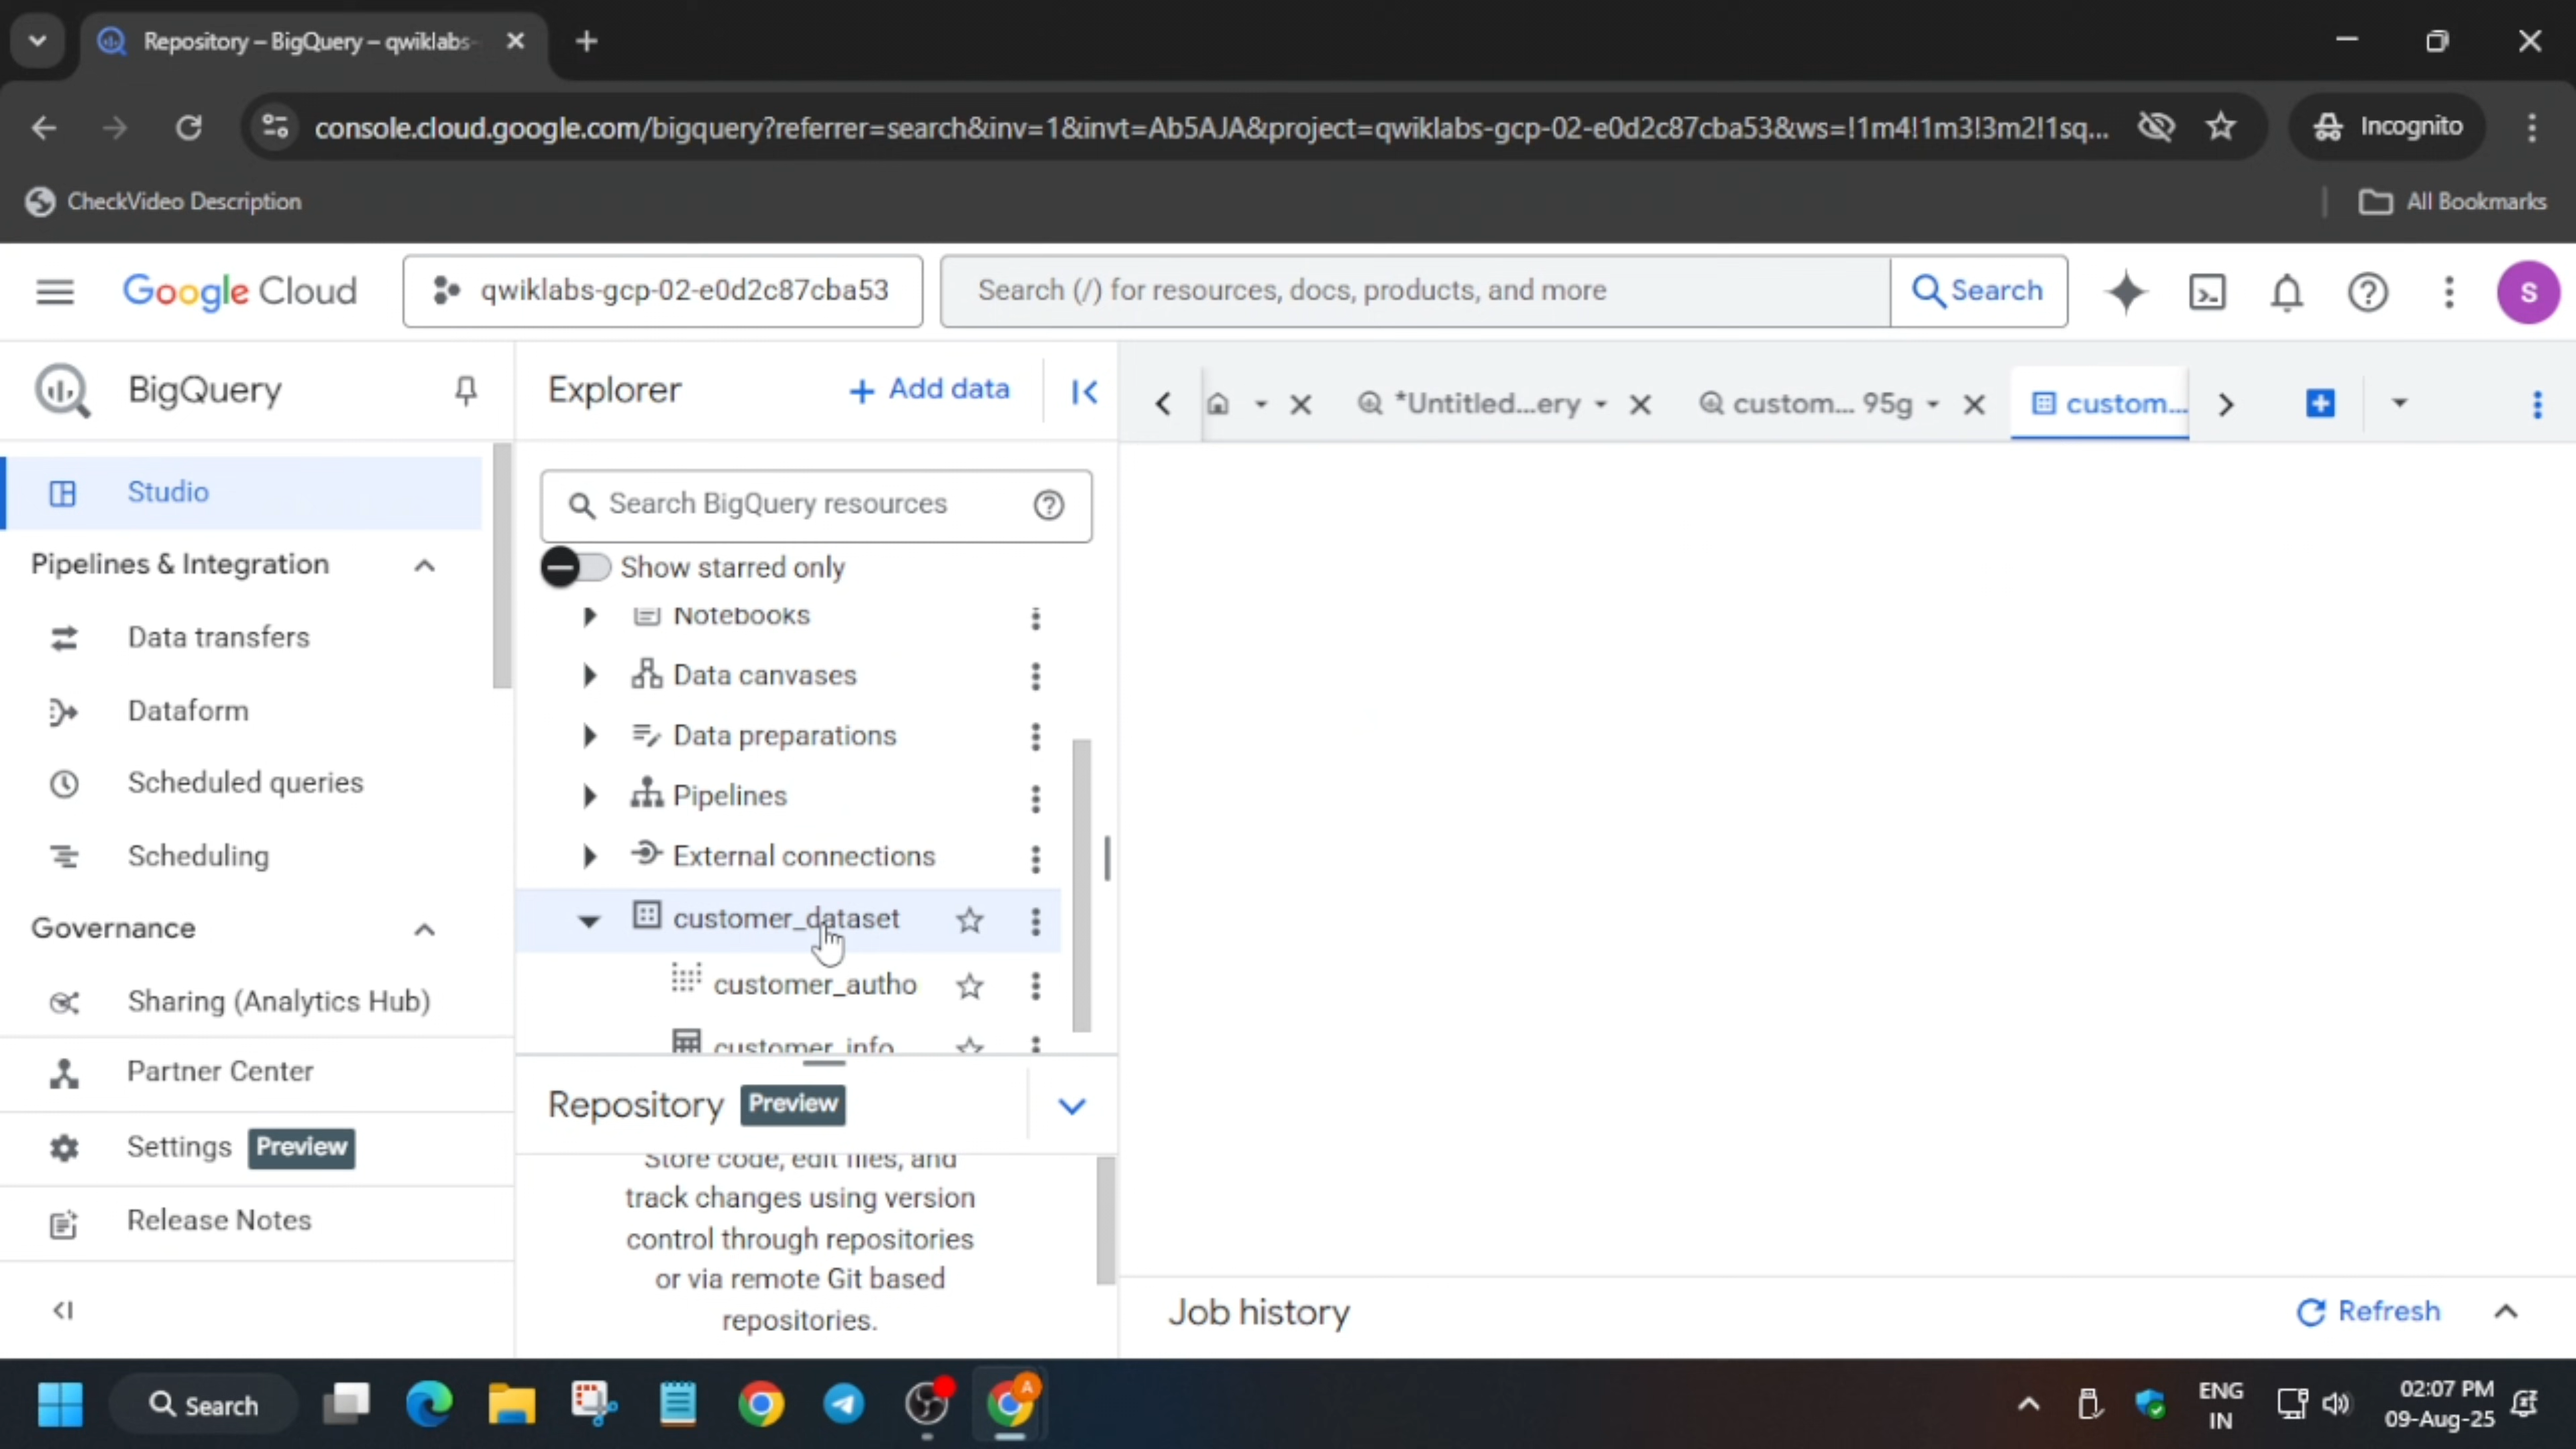 Repository – BigQuery – qwiklabs-
console.cloud.google.com/bigquery?referrer=search&inv=1&invt=Ab5AJA&project=qwiklabs-gcp-02-e0d2c87cba53&ws=!1m4!1m3!3m2!1sq...
Incognito
CheckVideo Description
All Bookmarks
Google Cloud
qwiklabs-gcp-02-e0d2c87cba53
Search (/) for resources, docs, products, and more
Search
S
BigQuery
Studio
Pipelines & Integration
Data transfers
Dataform
Scheduled queries
Scheduling
Governance
Sharing (Analytics Hub)
Partner Center
Settings Preview
Release Notes
Explorer
+ Add data
Search BigQuery resources
Show starred only
Notebooks
Data canvases
Data preparations
Pipelines
External connections
customer_dataset
customer_autho
customer_info
Repository Preview
Store code, edit files, and
track changes using version
control through repositories
or via remote Git based
repositories.
*Untitled...ery
custom... 95g
custom...
Job history
Refresh
Search
A
ENG
IN
02:07 PM
09-Aug-25